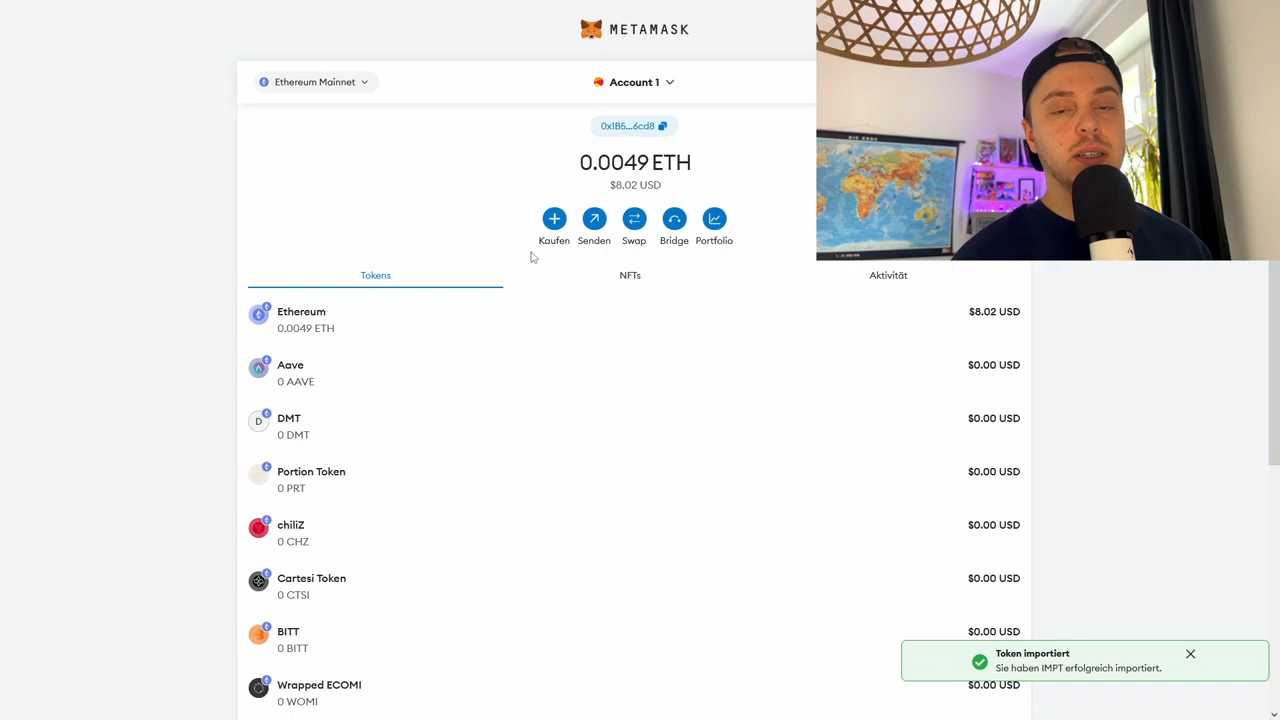 METAMASK
Ethereum Mainnet
Account 1
0x1B5...6cd8
0.0049 ETH
$8.02 USD
Kaufen
Senden
Swap
Bridge
Portfolio
Tokens
NFTs
Aktivität
Ethereum
0.0049 ETH
$8.02 USD
Aave
0 AAVE
$0.00 USD
D
DMT
0 DMT
$0.00 USD
Portion Token
0 PRT
$0.00 USD
chiliZ
0 CHZ
$0.00 USD
Cartesi Token
0 CTSI
$0.00 USD
BITT
0 BITT
$0.00 USD
Wrapped ECOMI
0 WOMI
$0.00 USD
Token importiert
Sie haben IMPT erfolgreich importiert.